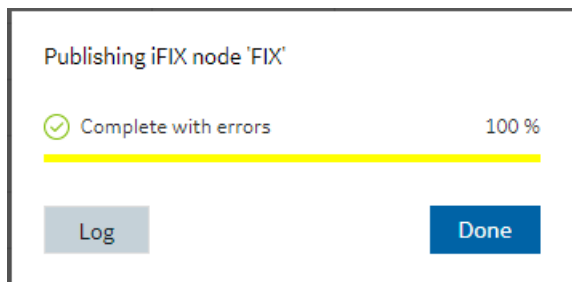 Publishing iFIX node 'FIX'
Complete with errors 100 %
Log Done